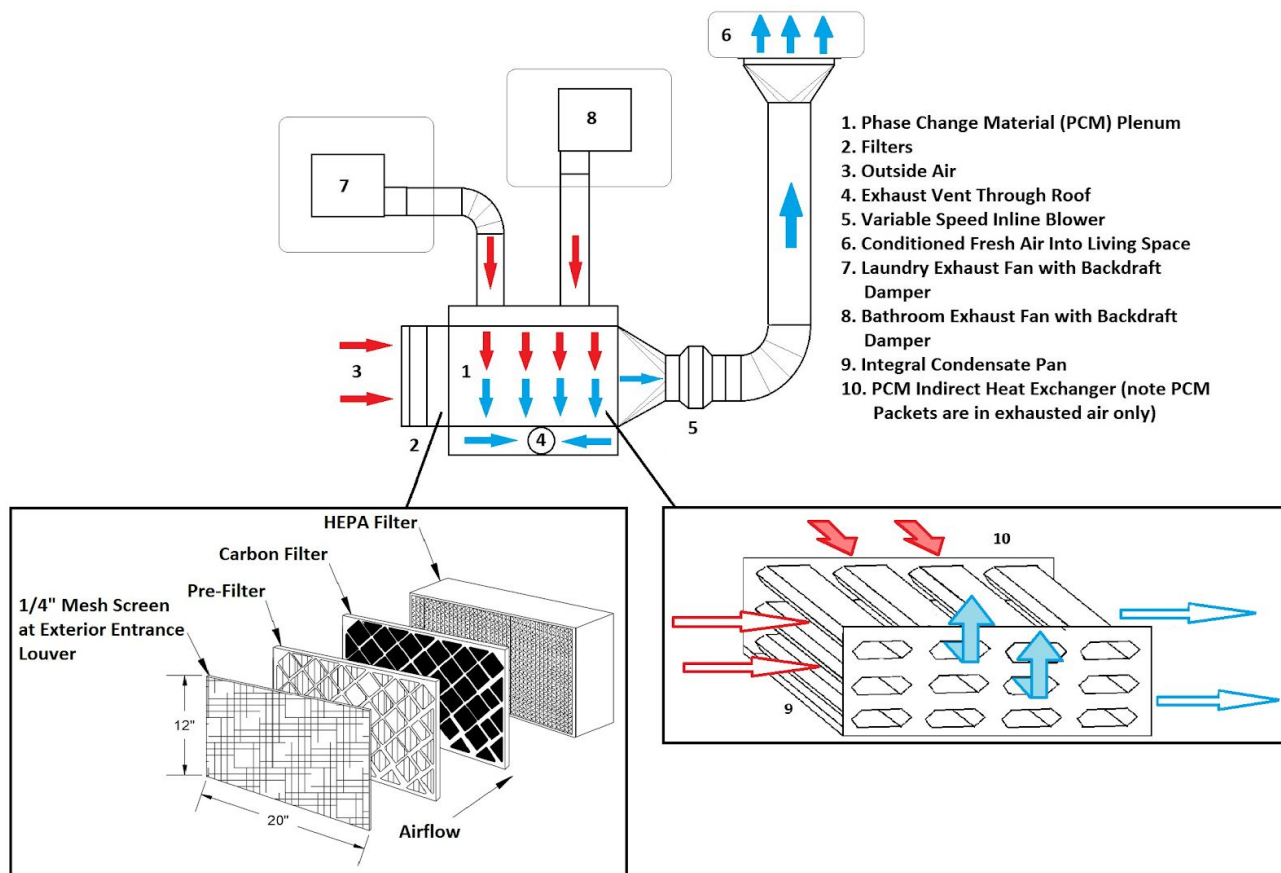 6
8
7
3
1
2
4
5
1. Phase Change Material (PCM) Plenum
2. Filters
3. Outside Air
4. Exhaust Vent Through Roof
5. Variable Speed Inline Blower
6. Conditioned Fresh Air Into Living Space
7. Laundry Exhaust Fan with Backdraft
Damper
8. Bathroom Exhaust Fan with Backdraft
Damper
9. Integral Condensate Pan
10. PCM Indirect Heat Exchanger (note PCM
Packets are in exhausted air only)
HEPA Filter
Carbon Filter
Pre-Filter
1/4" Mesh Screen
at Exterior Entrance
Louver
12"
20"
Airflow
10
9